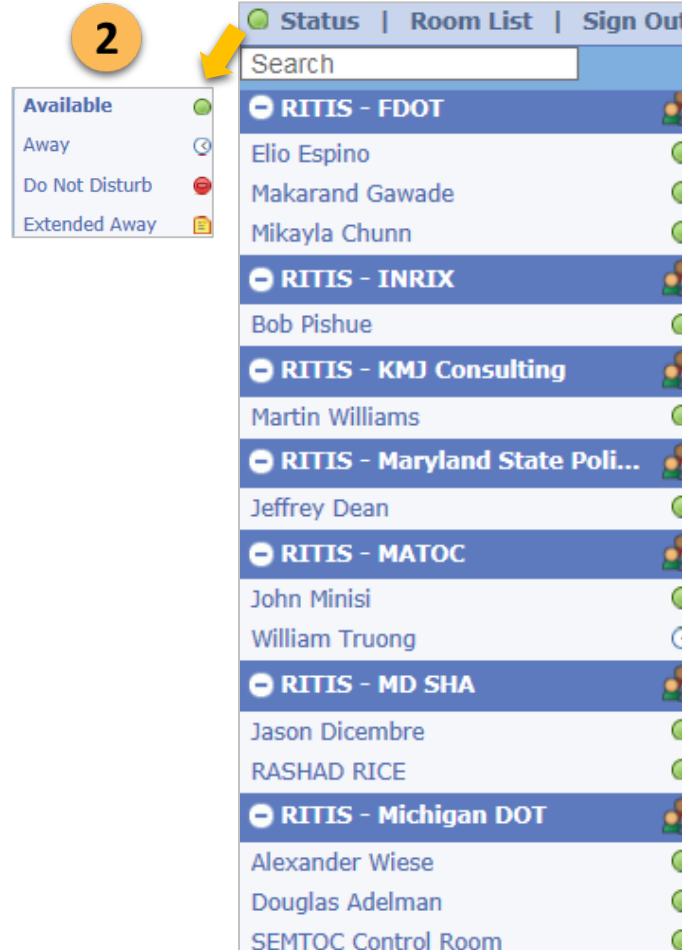 2
Available
Away
Do Not Disturb
Extended Away
Status | Room List | Sign Out
Search
RITIS - FDOT
Elio Espino
Makarand Gawade
Mikayla Chunn
RITIS - INRIX
Bob Pishue
RITIS - KMJ Consulting
Martin Williams
RITIS - Maryland State Poli...
Jeffrey Dean
RITIS - MATOC
John Minisi
William Truong
RITIS - MD SHA
Jason Dicembre
RASHAD RICE
RITIS - Michigan DOT
Alexander Wiese
Douglas Adelman
SEMTOC Control Room